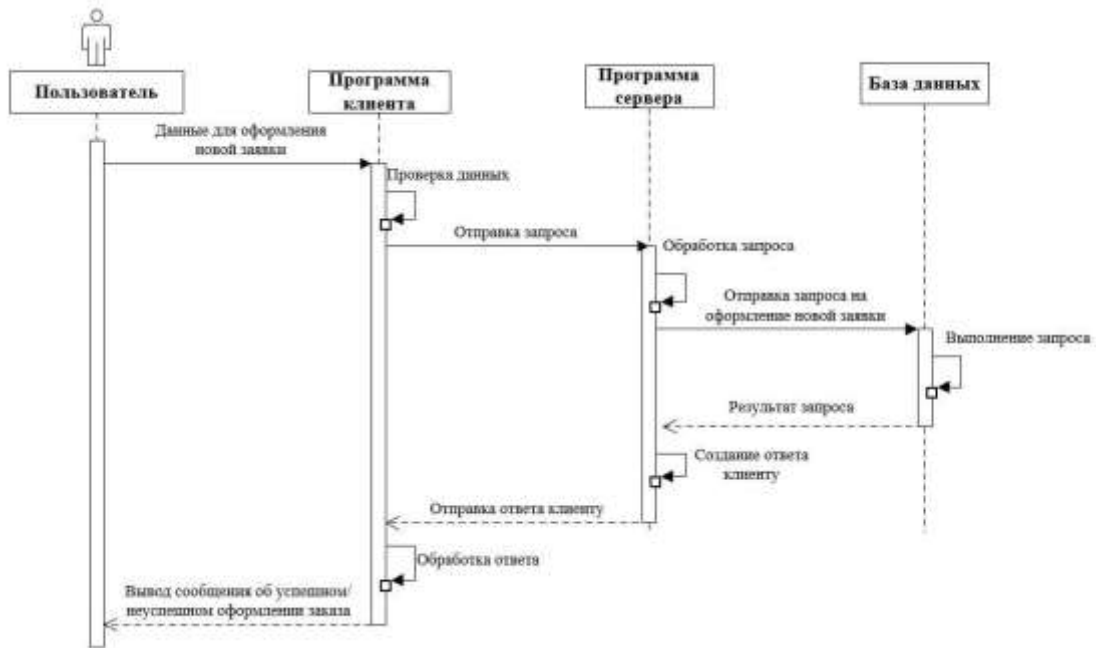 Пользователь
Программа
клиента
Программа
сервера
База данных
Данные для оформления
новой заявки
Проверка данных
Отправка запроса
Обработка запроса
Отправка запроса на
оформление новой заявки
Выполнение запроса
Результат запроса
Создание ответа
клиенту
Отправка ответа клиенту
Обработка ответа
Вывод сообщения об успешном/
неуспешном оформлении заказа